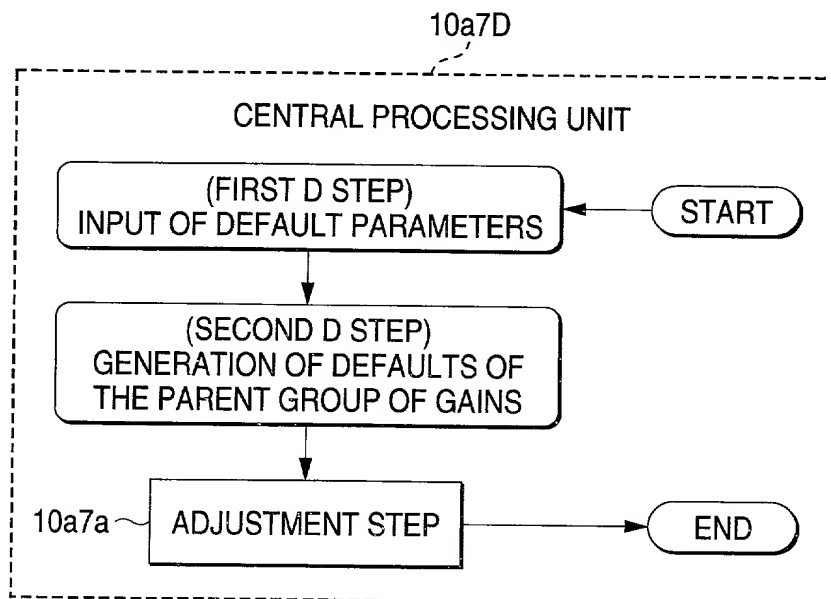 10a7D
CENTRAL PROCESSING UNIT
(FIRST D STEP)
INPUT OF DEFAULT PARAMETERS
START
(SECOND D STEP)
GENERATION OF DEFAULTS OF
THE PARENT GROUP OF GAINS
10a7a
ADJUSTMENT STEP
END